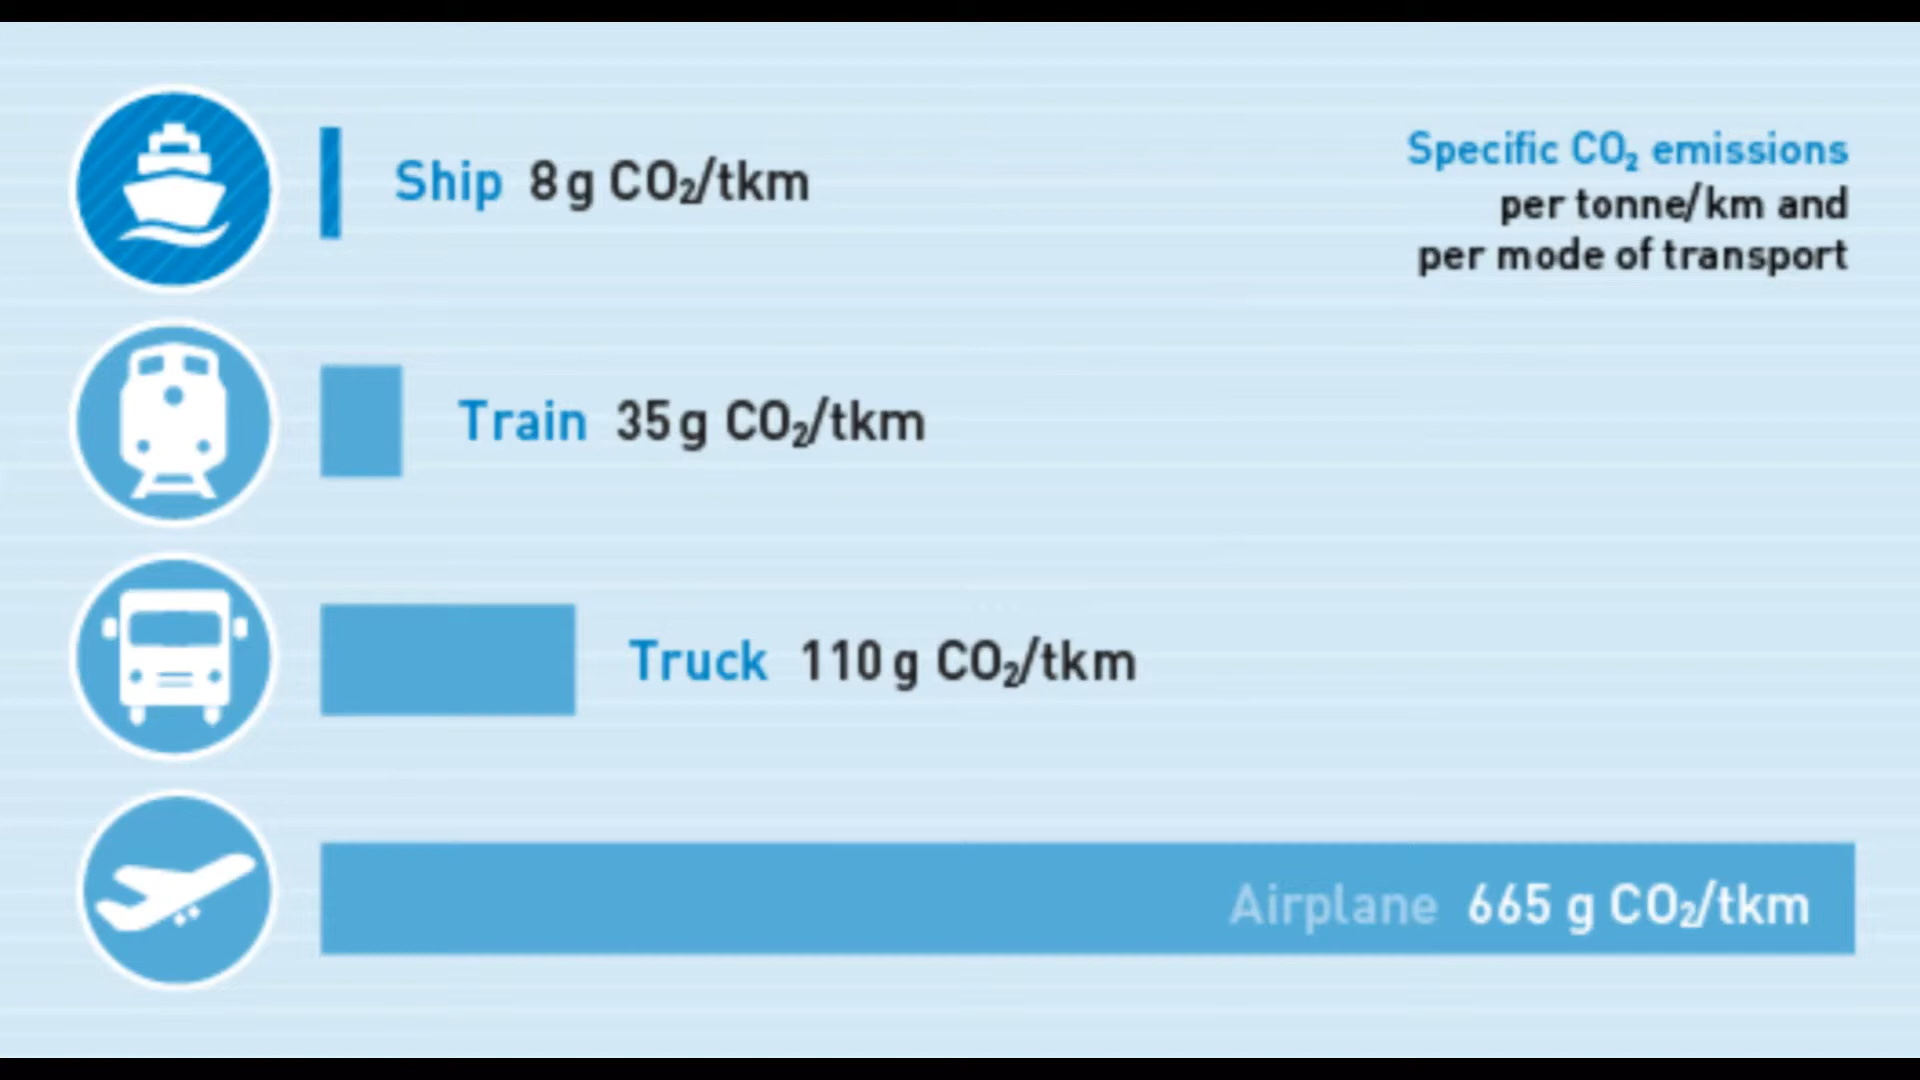 Ship 8 g CO₂/tkm
Specific CO₂ emissions
per tonne/km and
per mode of transport
Train 35 g CO₂/tkm
Truck 110 g CO₂/tkm
Airplane 665 g CO₂/tkm